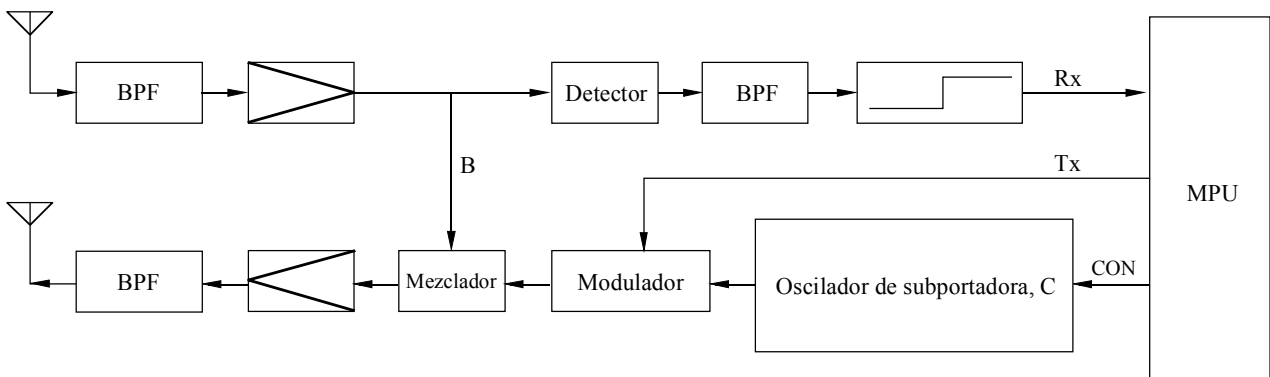 BPF
Detector
BPF
Rx
B
Tx
MPU
BPF
Mezclador
Modulador
Oscilador de subportadora, C
CON